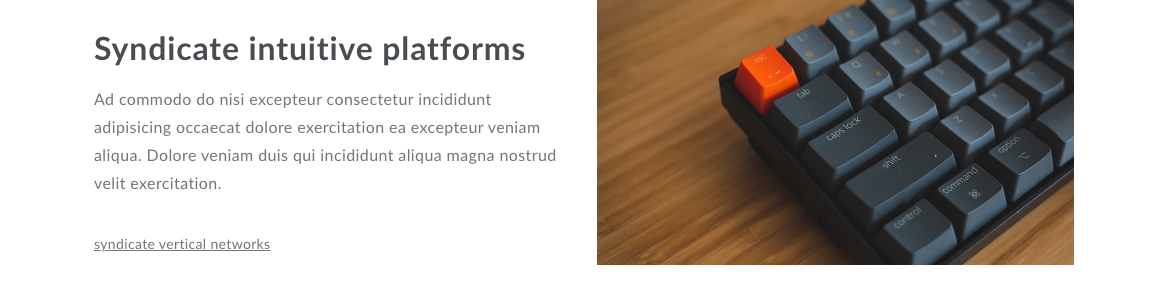 Syndicate intuitive platforms
Ad commodo do nisi excepteur consectetur incididunt
adipisicing occaecat dolore exercitation ea excepteur veniam
aliqua. Dolore veniam duis qui incididunt aliqua magna nostrud
velit exercitation.
syndicate vertical networks
esc
tab
Q
W
caps lock
A
S
shift
Z
X
C
control
command
⌘
option
⌥